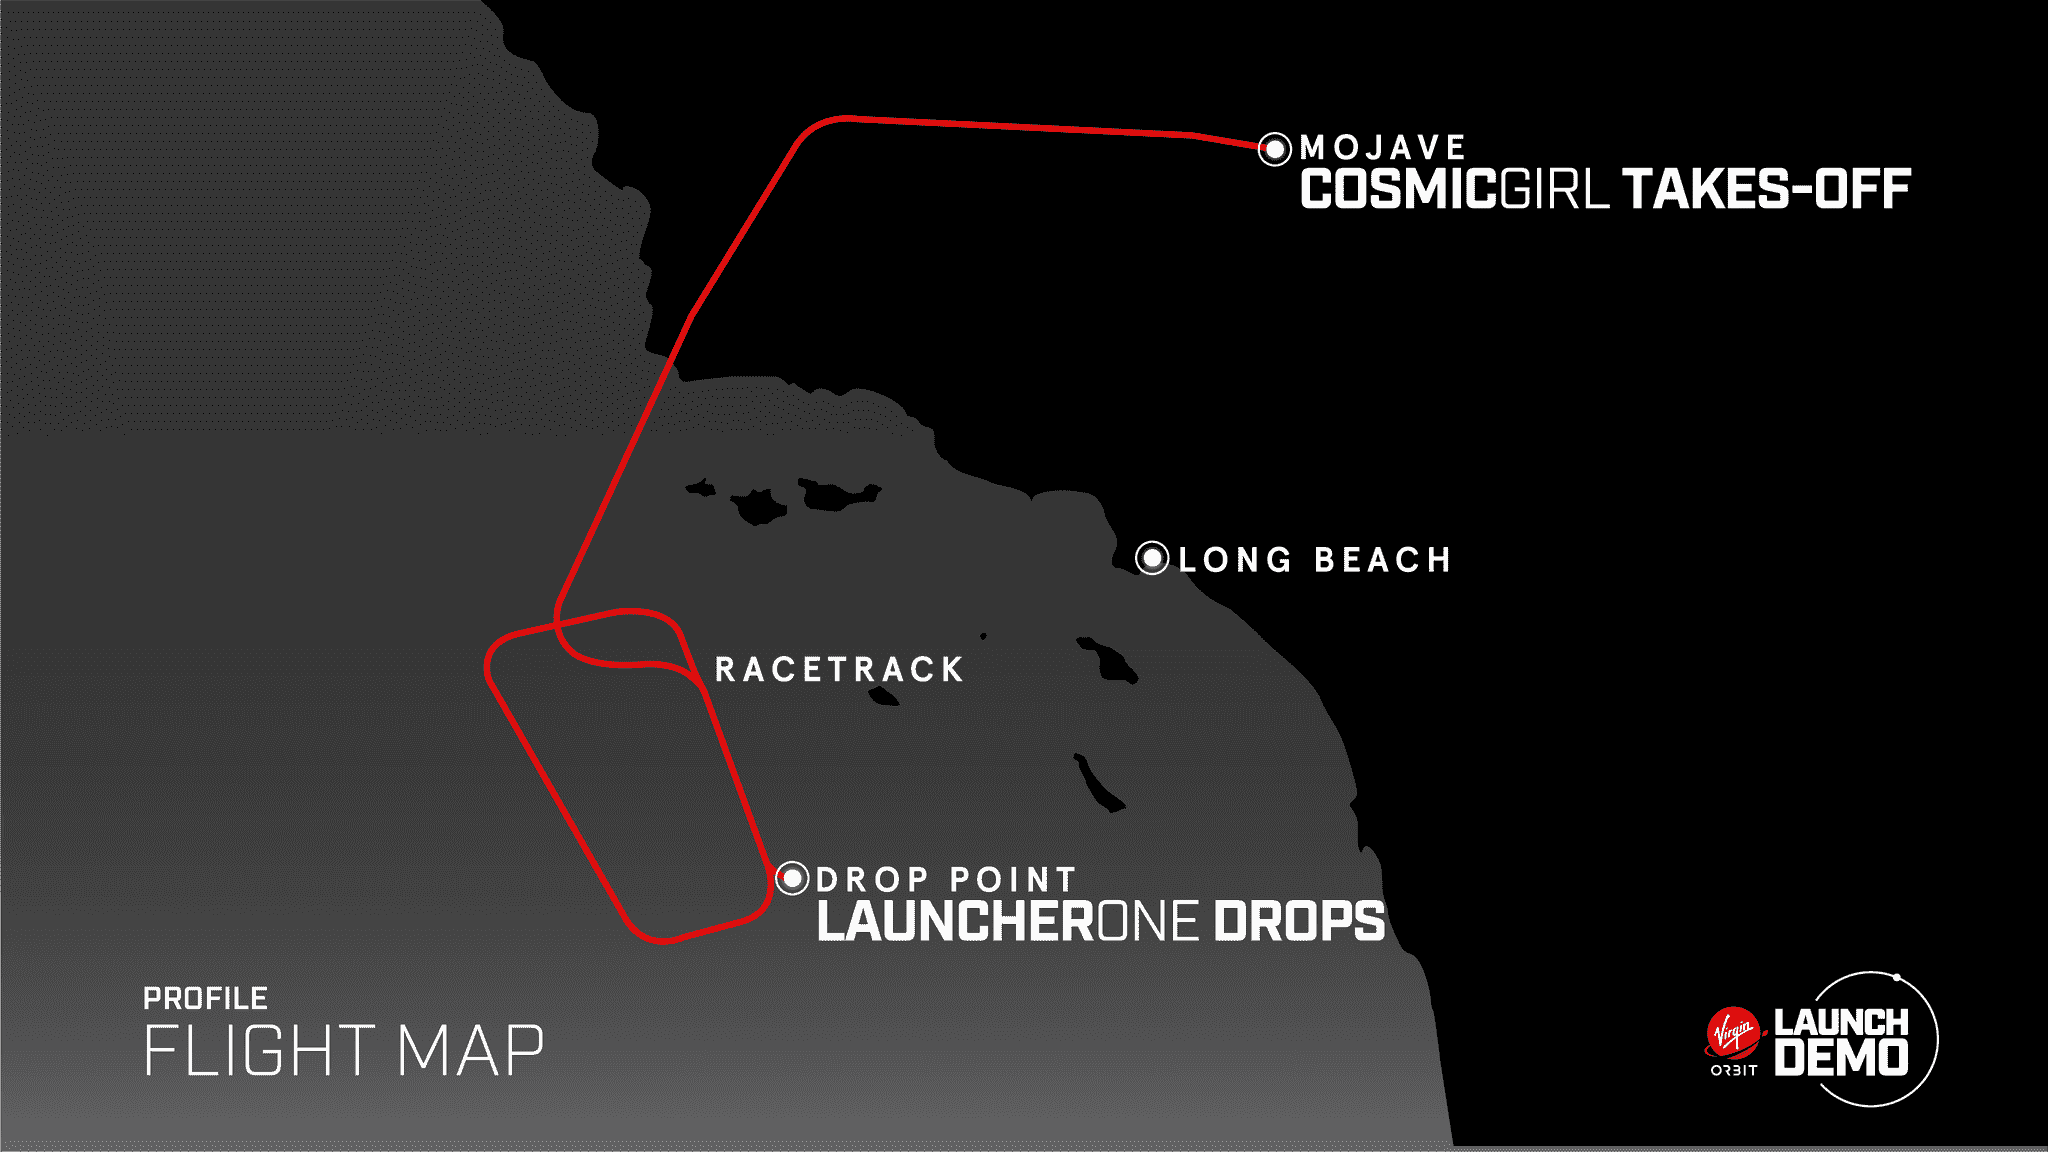 MOJAVE
COSMICGIRL TAKES-OFF
LONG BEACH
RACETRACK
DROP POINT
LAUNCHERONE DROPS
PROFILE
FLIGHT MAP
Virgin
ORBIT
LAUNCH
DEMO